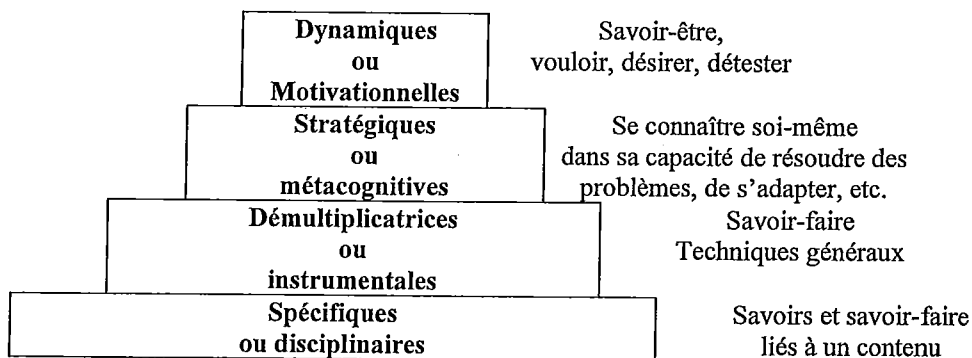 Dynamiques
ou
Motivationnelles
Savoir-être,
vouloir, désirer, détester
Stratégiques
ou
métacognitives
Se connaître soi-même
dans sa capacité de résoudre des
problèmes, de s'adapter, etc.
Démultiplicatrices
ou
instrumentales
Savoir-faire
Techniques généraux
Spécifiques
ou disciplinaires
Savoirs et savoir-faire
liés à un contenu